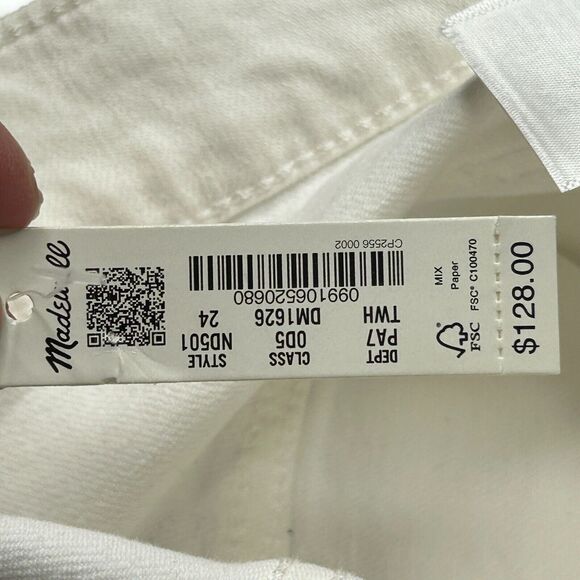 Madewell
DEPT CLASS STYLE
PA7 0D5 ND501
TWH DM1626 24
099106520680
CP2556 0002
MIX
Paper
FSC® C100470
FSC
$128.00